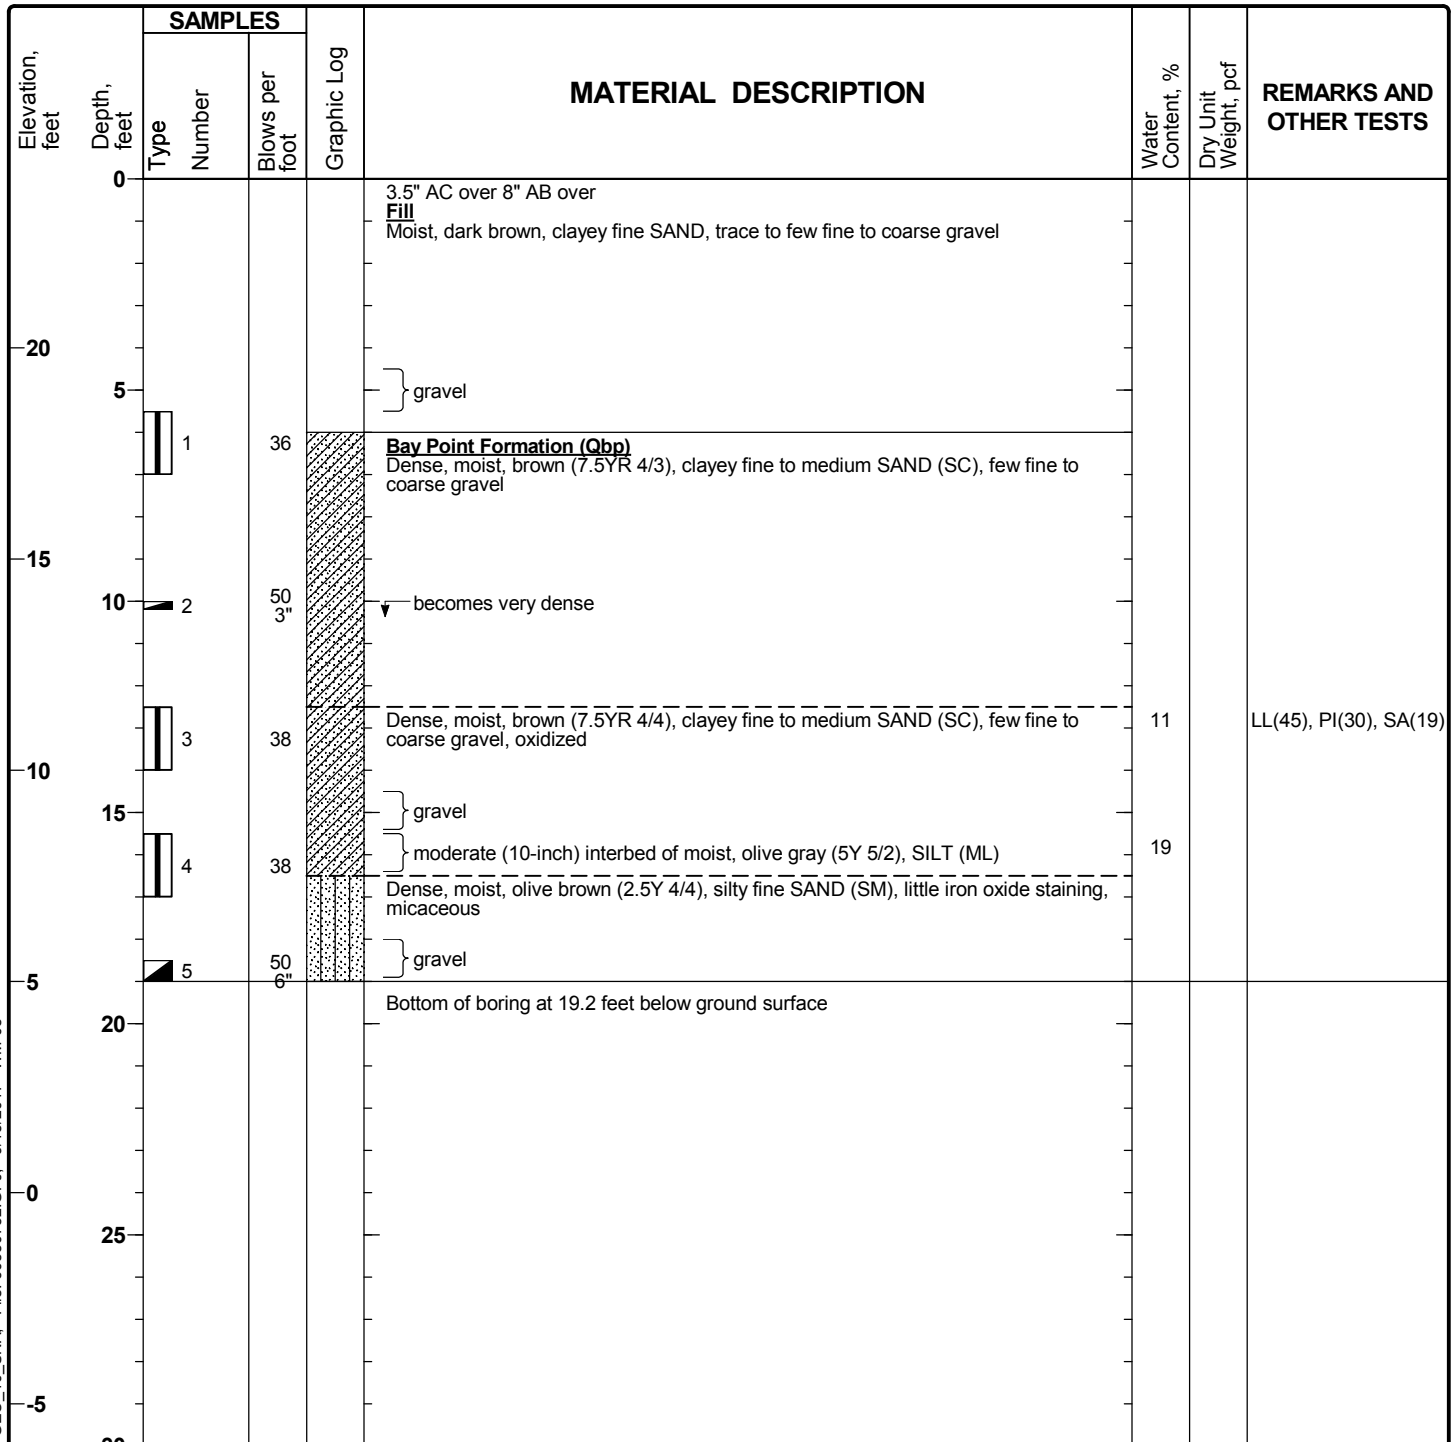 SAMPLES
Elevation, feet
Depth, feet
Type
Number
Blows per foot
Graphic Log
MATERIAL DESCRIPTION
Water Content, %
Dry Unit Weight, pcf
REMARKS AND
OTHER TESTS
0
3.5" AC over 8" AB over
Fill
Moist, dark brown, clayey fine SAND, trace to few fine to coarse gravel
20
5
gravel
1
36
Bay Point Formation (Qbp)
Dense, moist, brown (7.5YR 4/3), clayey fine to medium SAND (SC), few fine to
coarse gravel
15
10
2
50
3"
becomes very dense
3
38
Dense, moist, brown (7.5YR 4/4), clayey fine to medium SAND (SC), few fine to
coarse gravel, oxidized
11
LL(45), PI(30), SA(19)
10
15
gravel
4
38
moderate (10-inch) interbed of moist, olive gray (5Y 5/2), SILT (ML)
19
Dense, moist, olive brown (2.5Y 4/4), silty fine SAND (SM), little iron oxide staining,
micaceous
5
50
6"
gravel
5
Bottom of boring at 19.2 feet below ground surface
20
0
25
-5